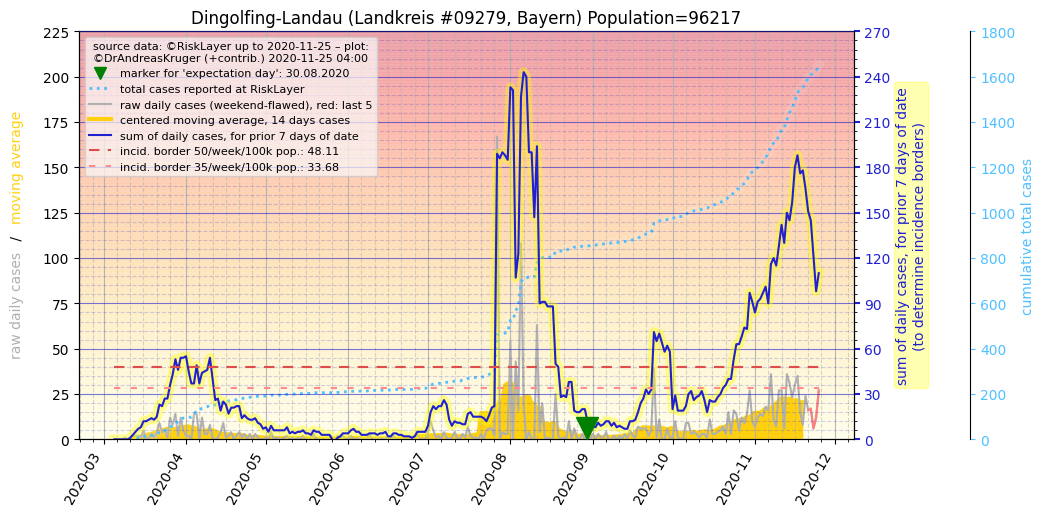 Dingolfing-Landau (Landkreis #09279, Bayern) Population=96217
source data: ©RiskLayer up to 2020-11-25 – plot:
©DrAndreasKruger (+contrib.) 2020-11-25 04:00
marker for 'expectation day': 30.08.2020
total cases reported at RiskLayer
raw daily cases (weekend-flawed), red: last 5
centered moving average, 14 days cases
sum of daily cases, for prior 7 days of date
incid. border 50/week/100k pop.: 48.11
incid. border 35/week/100k pop.: 33.68
raw daily cases / moving average
225
200
175
150
125
100
75
50
25
0
2020-03
2020-04
2020-05
2020-06
2020-07
2020-08
2020-09
2020-10
2020-11
2020-12
270
240
210
180
150
120
90
60
30
0
sum of daily cases, for prior 7 days of date
(to determine incidence borders)
1800
1600
1400
1200
1000
800
600
400
200
0
cumulative total cases